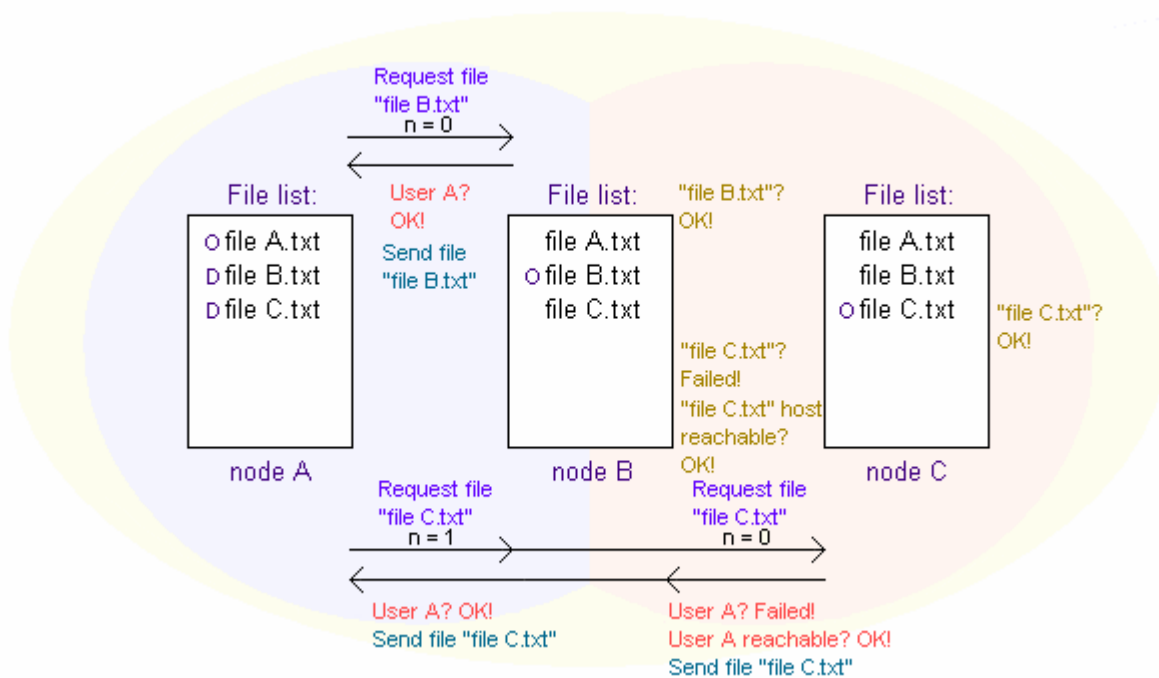 Request file
"file B.txt"
n = 0
User A?
OK!
Send file
"file B.txt"
File list:
O file A.txt
D file B.txt
D file C.txt
node A
File list:
file A.txt
O file B.txt
file C.txt
node B
"file B.txt"?
OK!
"file C.txt"?
Failed!
"file C.txt" host
reachable?
OK!
File list:
file A.txt
file B.txt
O file C.txt
node C
"file C.txt"?
OK!
Request file
"file C.txt"
n = 1
Request file
"file C.txt"
n = 0
User A? OK!
Send file "file C.txt"
User A? Failed!
User A reachable? OK!
Send file "file C.txt"